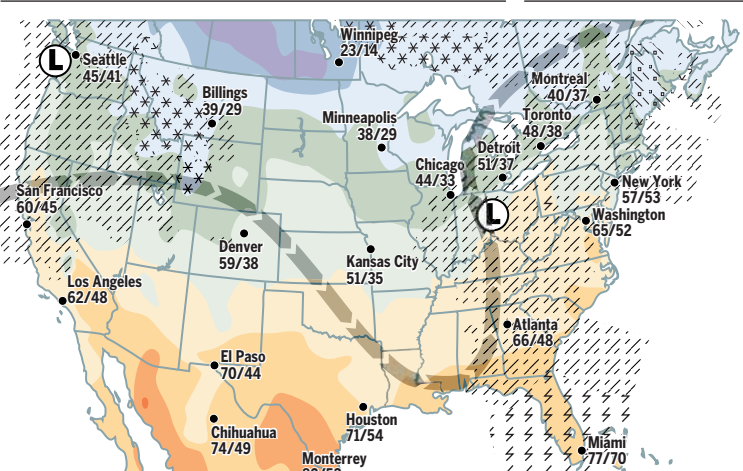 Winnipeg
23/14
L
Seattle
45/41
Montreal
40/37
Billings
39/29
Minneapolis
38/29
Toronto
48/38
Detroit
51/37
Chicago
44/33
San Francisco
60/45
New York
57/53
L
Washington
65/52
Denver
59/38
Kansas City
51/35
Los Angeles
62/48
Atlanta
66/48
El Paso
70/44
Houston
71/54
Chihuahua
74/49
Miami
77/70
Monterrey